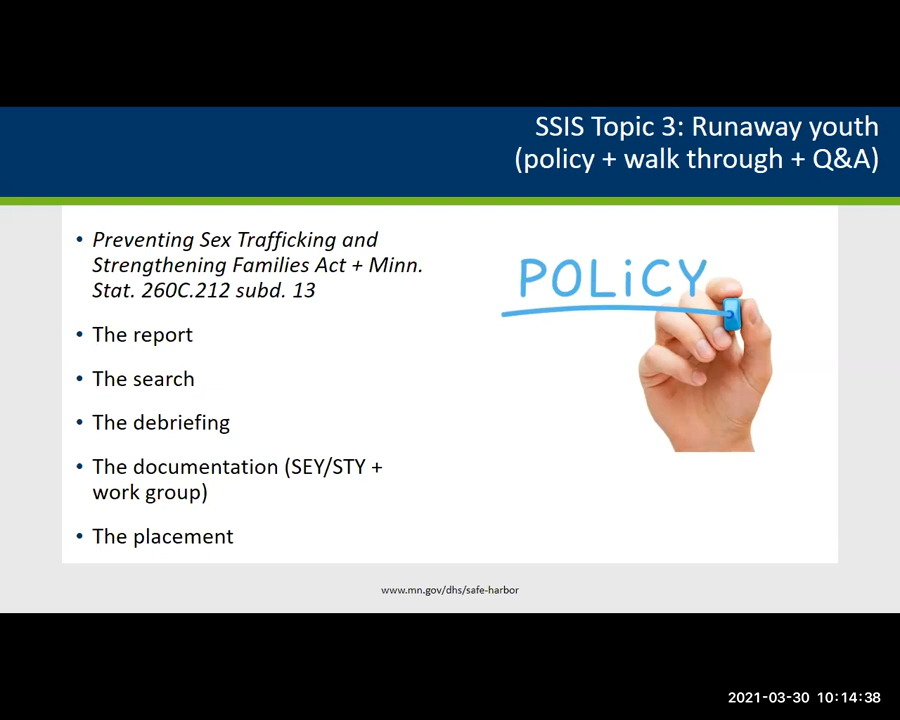 SSIS Topic 3: Runaway youth
(policy + walk through + Q&A)
• Preventing Sex Trafficking and
Strengthening Families Act + Minn.
Stat. 260C.212 subd. 13
• The report
• The search
• The debriefing
• The documentation (SEY/STY +
work group)
• The placement
POLiCY
www.mn.gov/dhs/safe-harbor
2021-03-30 10:14:38